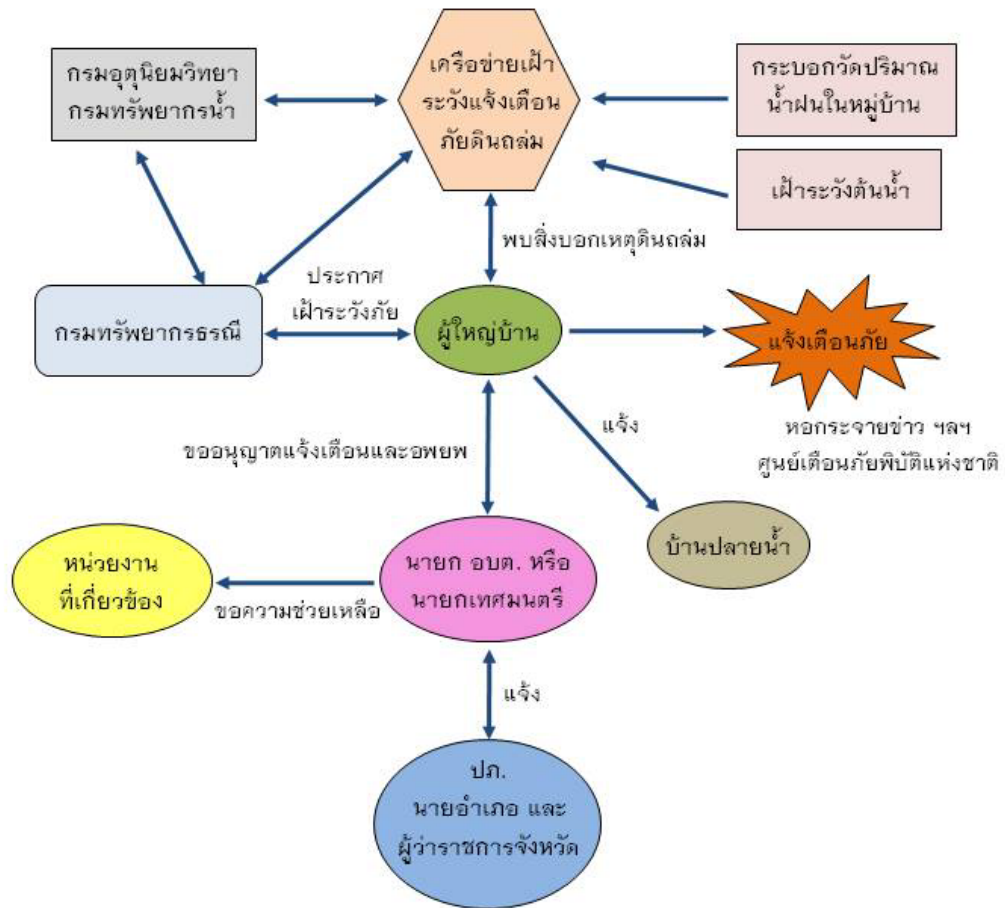 กรมอุตุนิยมวิทยา
กรมทรัพยากรน้ำ
เครือข่ายเฝ้า
ระวังแจ้งเตือน
ภัยดินถล่ม
กระบอกวัดปริมาณ
น้ำฝนในหมู่บ้าน
เฝ้าระวังต้นน้ำ
พบสิ่งบอกเหตุดินถล่ม
ประกาศ
เฝ้าระวังภัย
กรมทรัพยากรธรณี
ผู้ใหญ่บ้าน
แจ้งเตือนภัย
หอกระจายข่าว ฯลฯ
ศูนย์เตือนภัยพิบัติแห่งชาติ
แจ้ง
ขออนุญาตแจ้งเตือนและอพยพ
บ้านปลายน้ำ
หน่วยงาน
ที่เกี่ยวข้อง
ขอความช่วยเหลือ
นายก อบต. หรือ
นายกเทศมนตรี
แจ้ง
ปภ.
นายอำเภอ และ
ผู้ว่าราชการจังหวัด